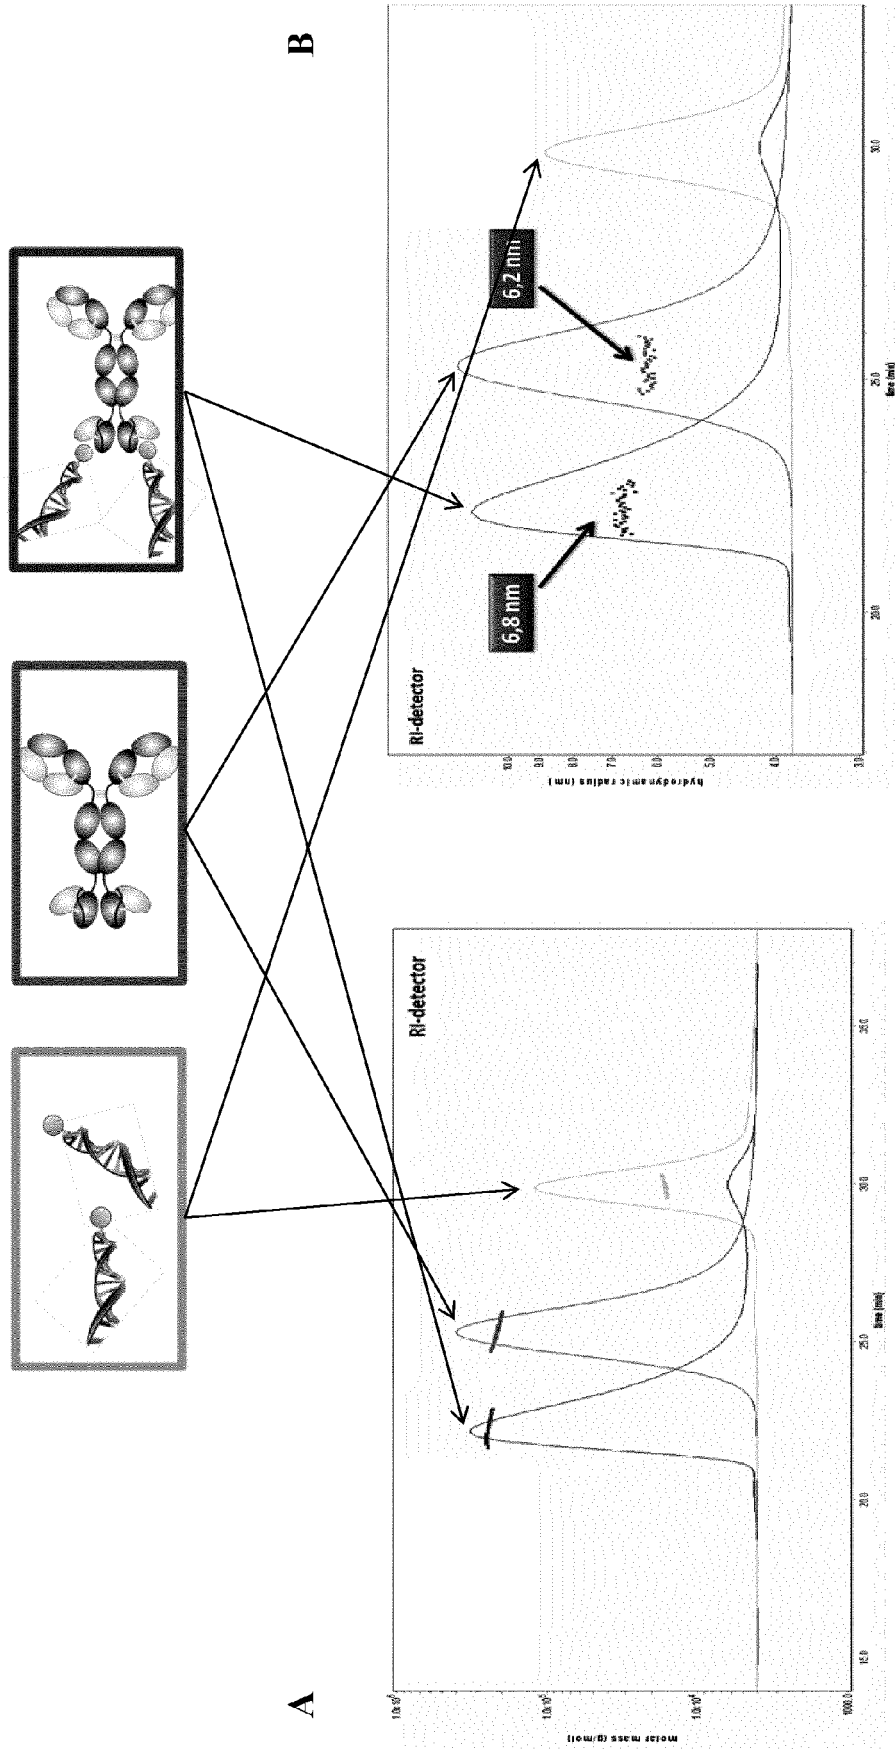 A
RI-detector
1.0x10⁶
1.0x10⁵
1.0x10⁴
1000.0
molar mass (g/mol)
15.0
20.0
25.0
30.0
35.0
time (min)
B
RI-detector
6,8 nm
6,2 nm
10.0
9.0
8.0
7.0
6.0
5.0
4.0
3.0
hydrodynamic radius (nm)
20.0
25.0
30.0
time (min)